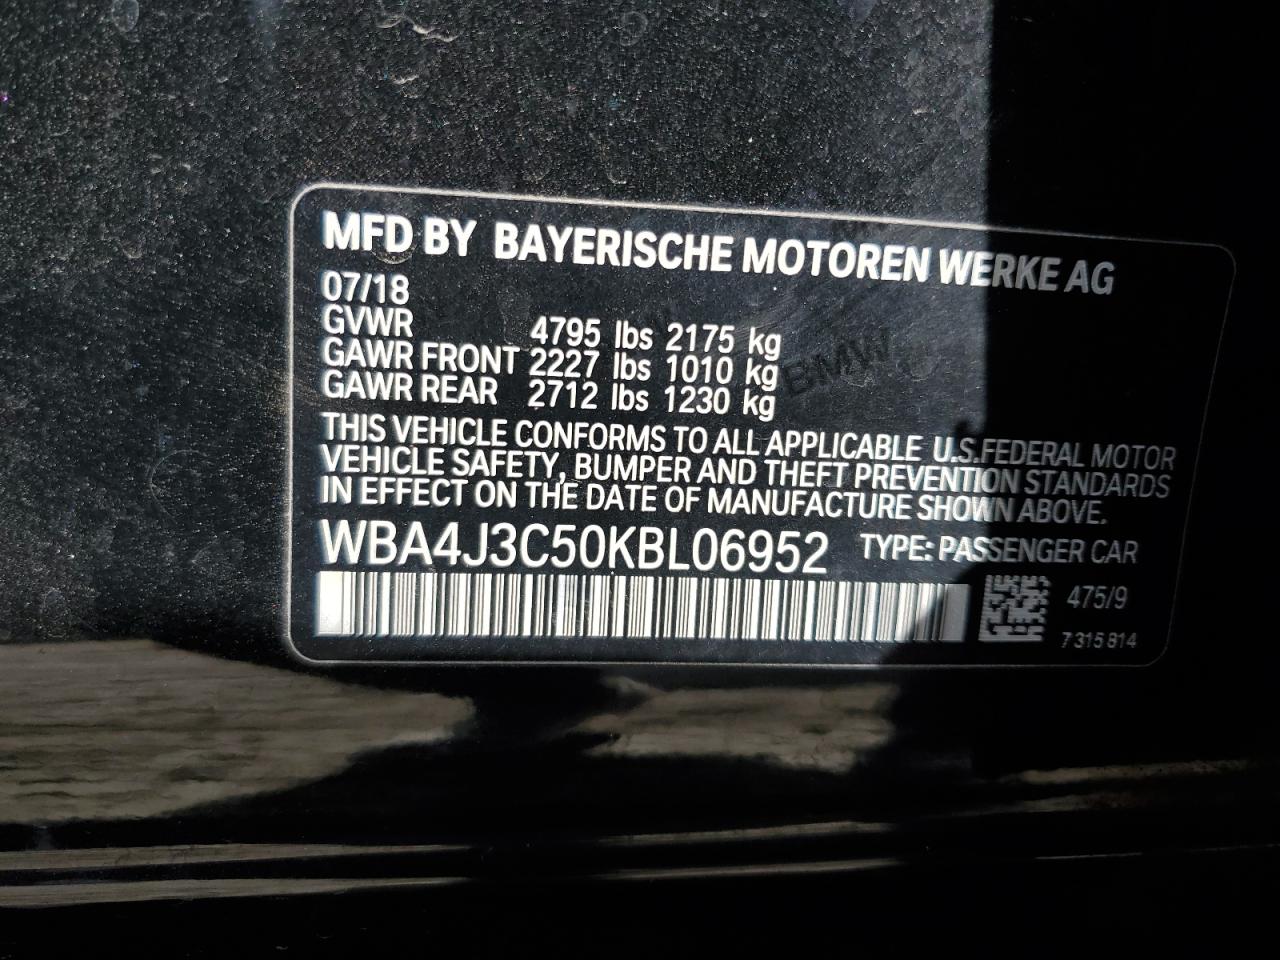 MFD BY BAYERISCHE MOTOREN WERKE AG
07/18
GVWR 4795 lbs 2175 kg
GAWR FRONT 2227 lbs 1010 kg
GAWR REAR 2712 lbs 1230 kg
BMW
THIS VEHICLE CONFORMS TO ALL APPLICABLE U.S.FEDERAL MOTOR
VEHICLE SAFETY, BUMPER AND THEFT PREVENTION STANDARDS
IN EFFECT ON THE DATE OF MANUFACTURE SHOWN ABOVE.
WBA4J3C50KBL06952 TYPE: PASSENGER CAR
475/9
7 315 814